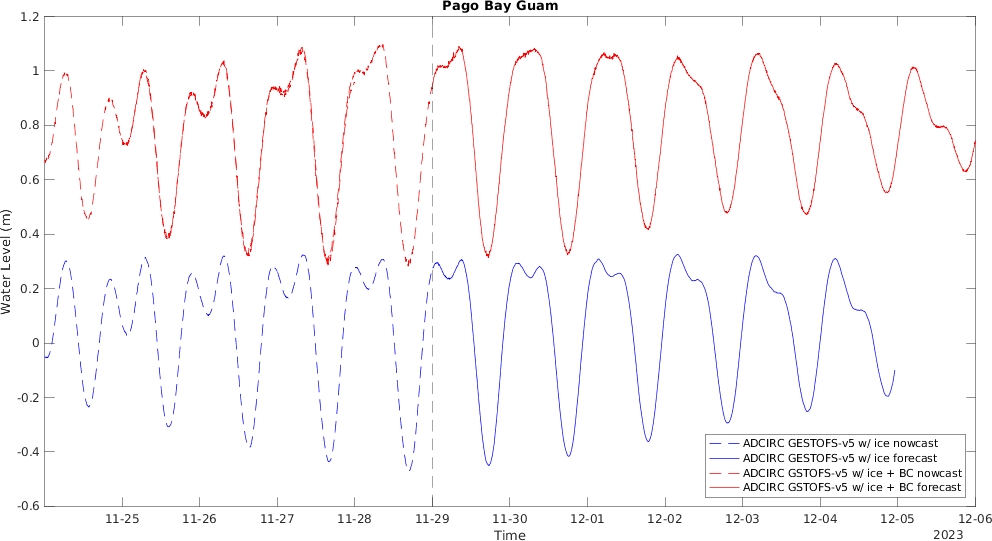 Pago Bay Guam
1.2
1
0.8
0.6
0.4
0.2
0
-0.2
-0.4
-0.6
Water Level (m)
ADCIRC GESTOFS-v5 w/ ice nowcast
ADCIRC GESTOFS-v5 w/ ice forecast
ADCIRC GSTOFS-v5 w/ ice + BC nowcast
ADCIRC GSTOFS-v5 w/ ice + BC forecast
11-25 11-26 11-27 11-28 11-29 11-30 12-01 12-02 12-03 12-04 12-05 12-06
Time
2023